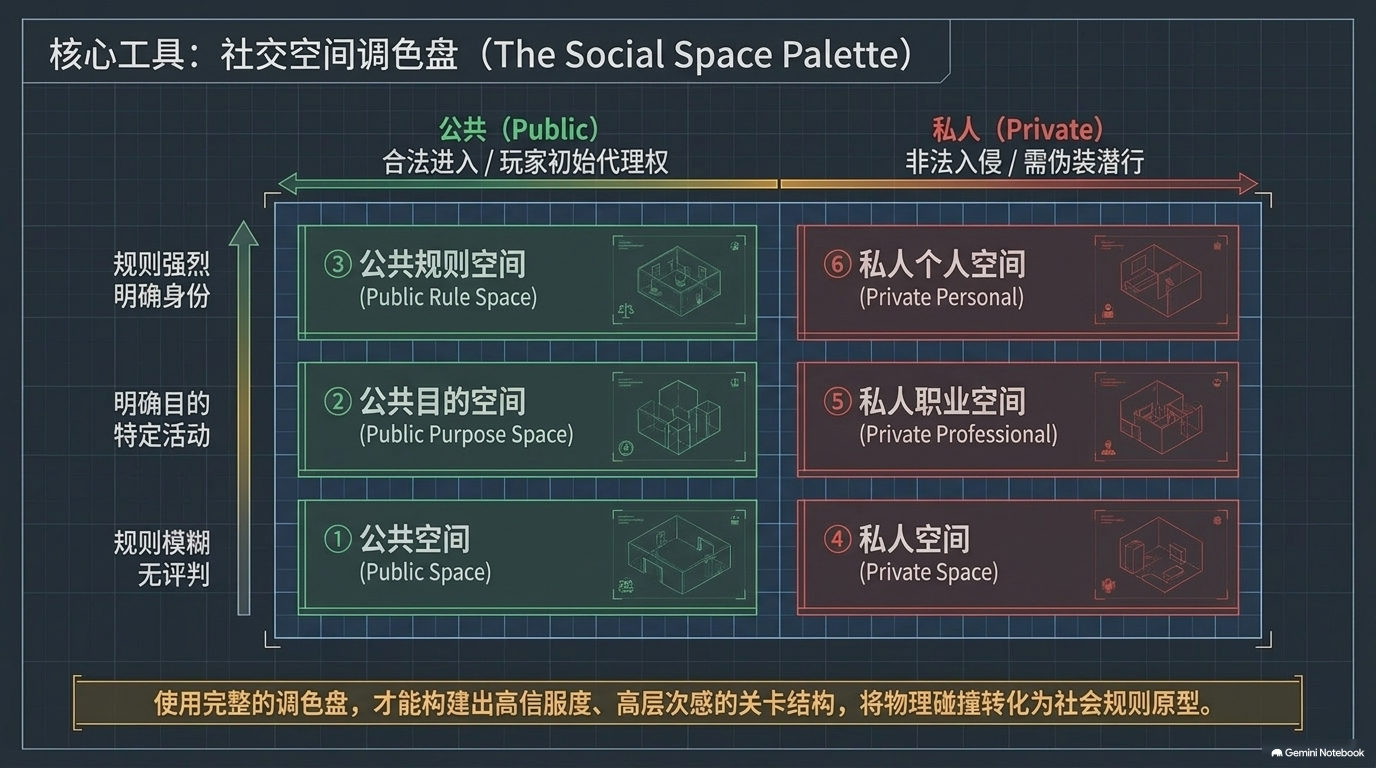 核心工具：社交空间调色盘（The Social Space Palette）
公共（Public）
合法进入 / 玩家初始代理权
私人（Private）
非法入侵 / 需伪装潜行
规则强烈
明确身份
③ 公共规则空间
(Public Rule Space)
⑥ 私人个人空间
(Private Personal)
明确目的
特定活动
② 公共目的空间
(Public Purpose Space)
⑤ 私人职业空间
(Private Professional)
规则模糊
无评判
① 公共空间
(Public Space)
④ 私人空间
(Private Space)
使用完整的调色盘，才能构建出高信服度、高层次感的关卡结构，将物理碰撞转化为社会规则原型。
Gemini Notebook